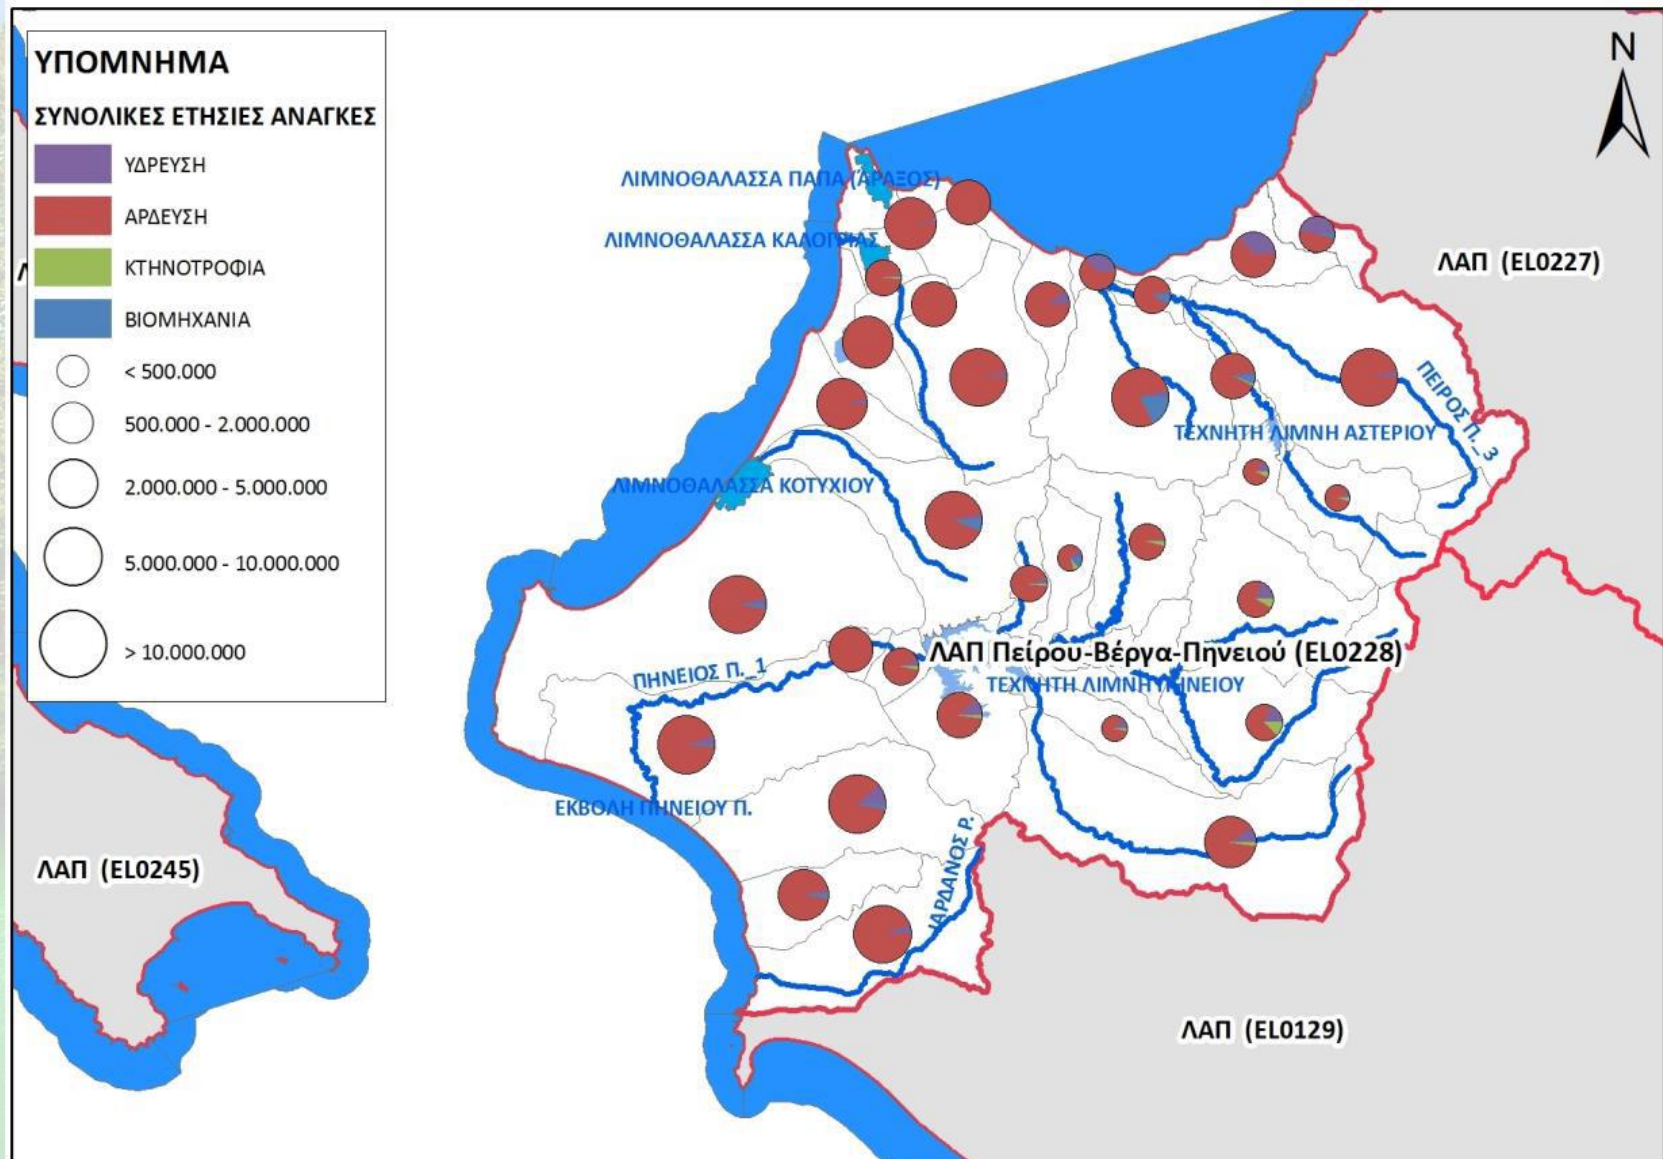 ΥΠΟΜΝΗΜΑ
ΣΥΝΟΛΙΚΕΣ ΕΤΗΣΙΕΣ ΑΝΑΓΚΕΣ
ΥΔΡΕΥΣΗ
ΑΡΔΕΥΣΗ
ΚΤΗΝΟΤΡΟΦΙΑ
ΒΙΟΜΗΧΑΝΙΑ
< 500.000
500.000 - 2.000.000
2.000.000 - 5.000.000
5.000.000 - 10.000.000
> 10.000.000
N
ΛΙΜΝΟΘΑΛΑΣΣΑ ΠΑΠΑ (ΆΡΑΞΟΣ)
ΛΙΜΝΟΘΑΛΑΣΣΑ ΚΑΛΟΓΡΙΑΣ
ΛΑΠ (EL0227)
ΠΕΙΡΟΣ Π._3
ΤΕΧΝΗΤΗ ΛΙΜΝΗ ΑΣΤΕΡΙΟΥ
ΛΙΜΝΟΘΑΛΑΣΣΑ ΚΟΤΥΧΙΟΥ
ΛΑΠ Πείρου-Βέργα-Πηνειού (EL0228)
ΠΗΝΕΙΟΣ Π._1
ΤΕΧΝΗΤΗ ΛΙΜΝΗ ΠΗΝΕΙΟΥ
ΕΚΒΟΛΗ ΠΗΝΕΙΟΥ Π.
ΙΑΡΔΑΝΟΣ Ρ.
ΛΑΠ (EL0245)
ΛΑΠ (EL0129)